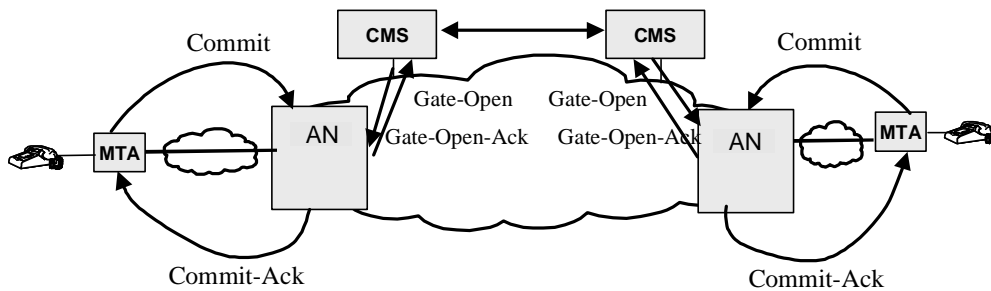 Commit
CMS
CMS
Commit
Gate-Open
Gate-Open
AN
Gate-Open-Ack
Gate-Open-Ack
AN
MTA
MTA
Commit-Ack
Commit-Ack